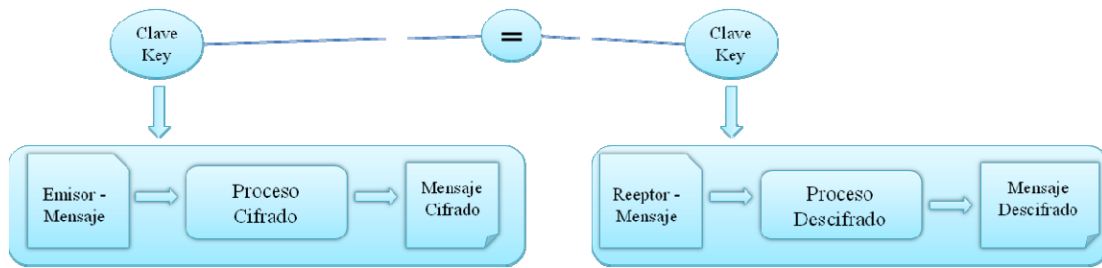 Clave
Key
=
Clave
Key
Emisor -
Mensaje
Proceso
Cifrado
Mensaje
Cifrado
Reeptor -
Mensaje
Proceso
Descifrado
Mensaje
Descifrado